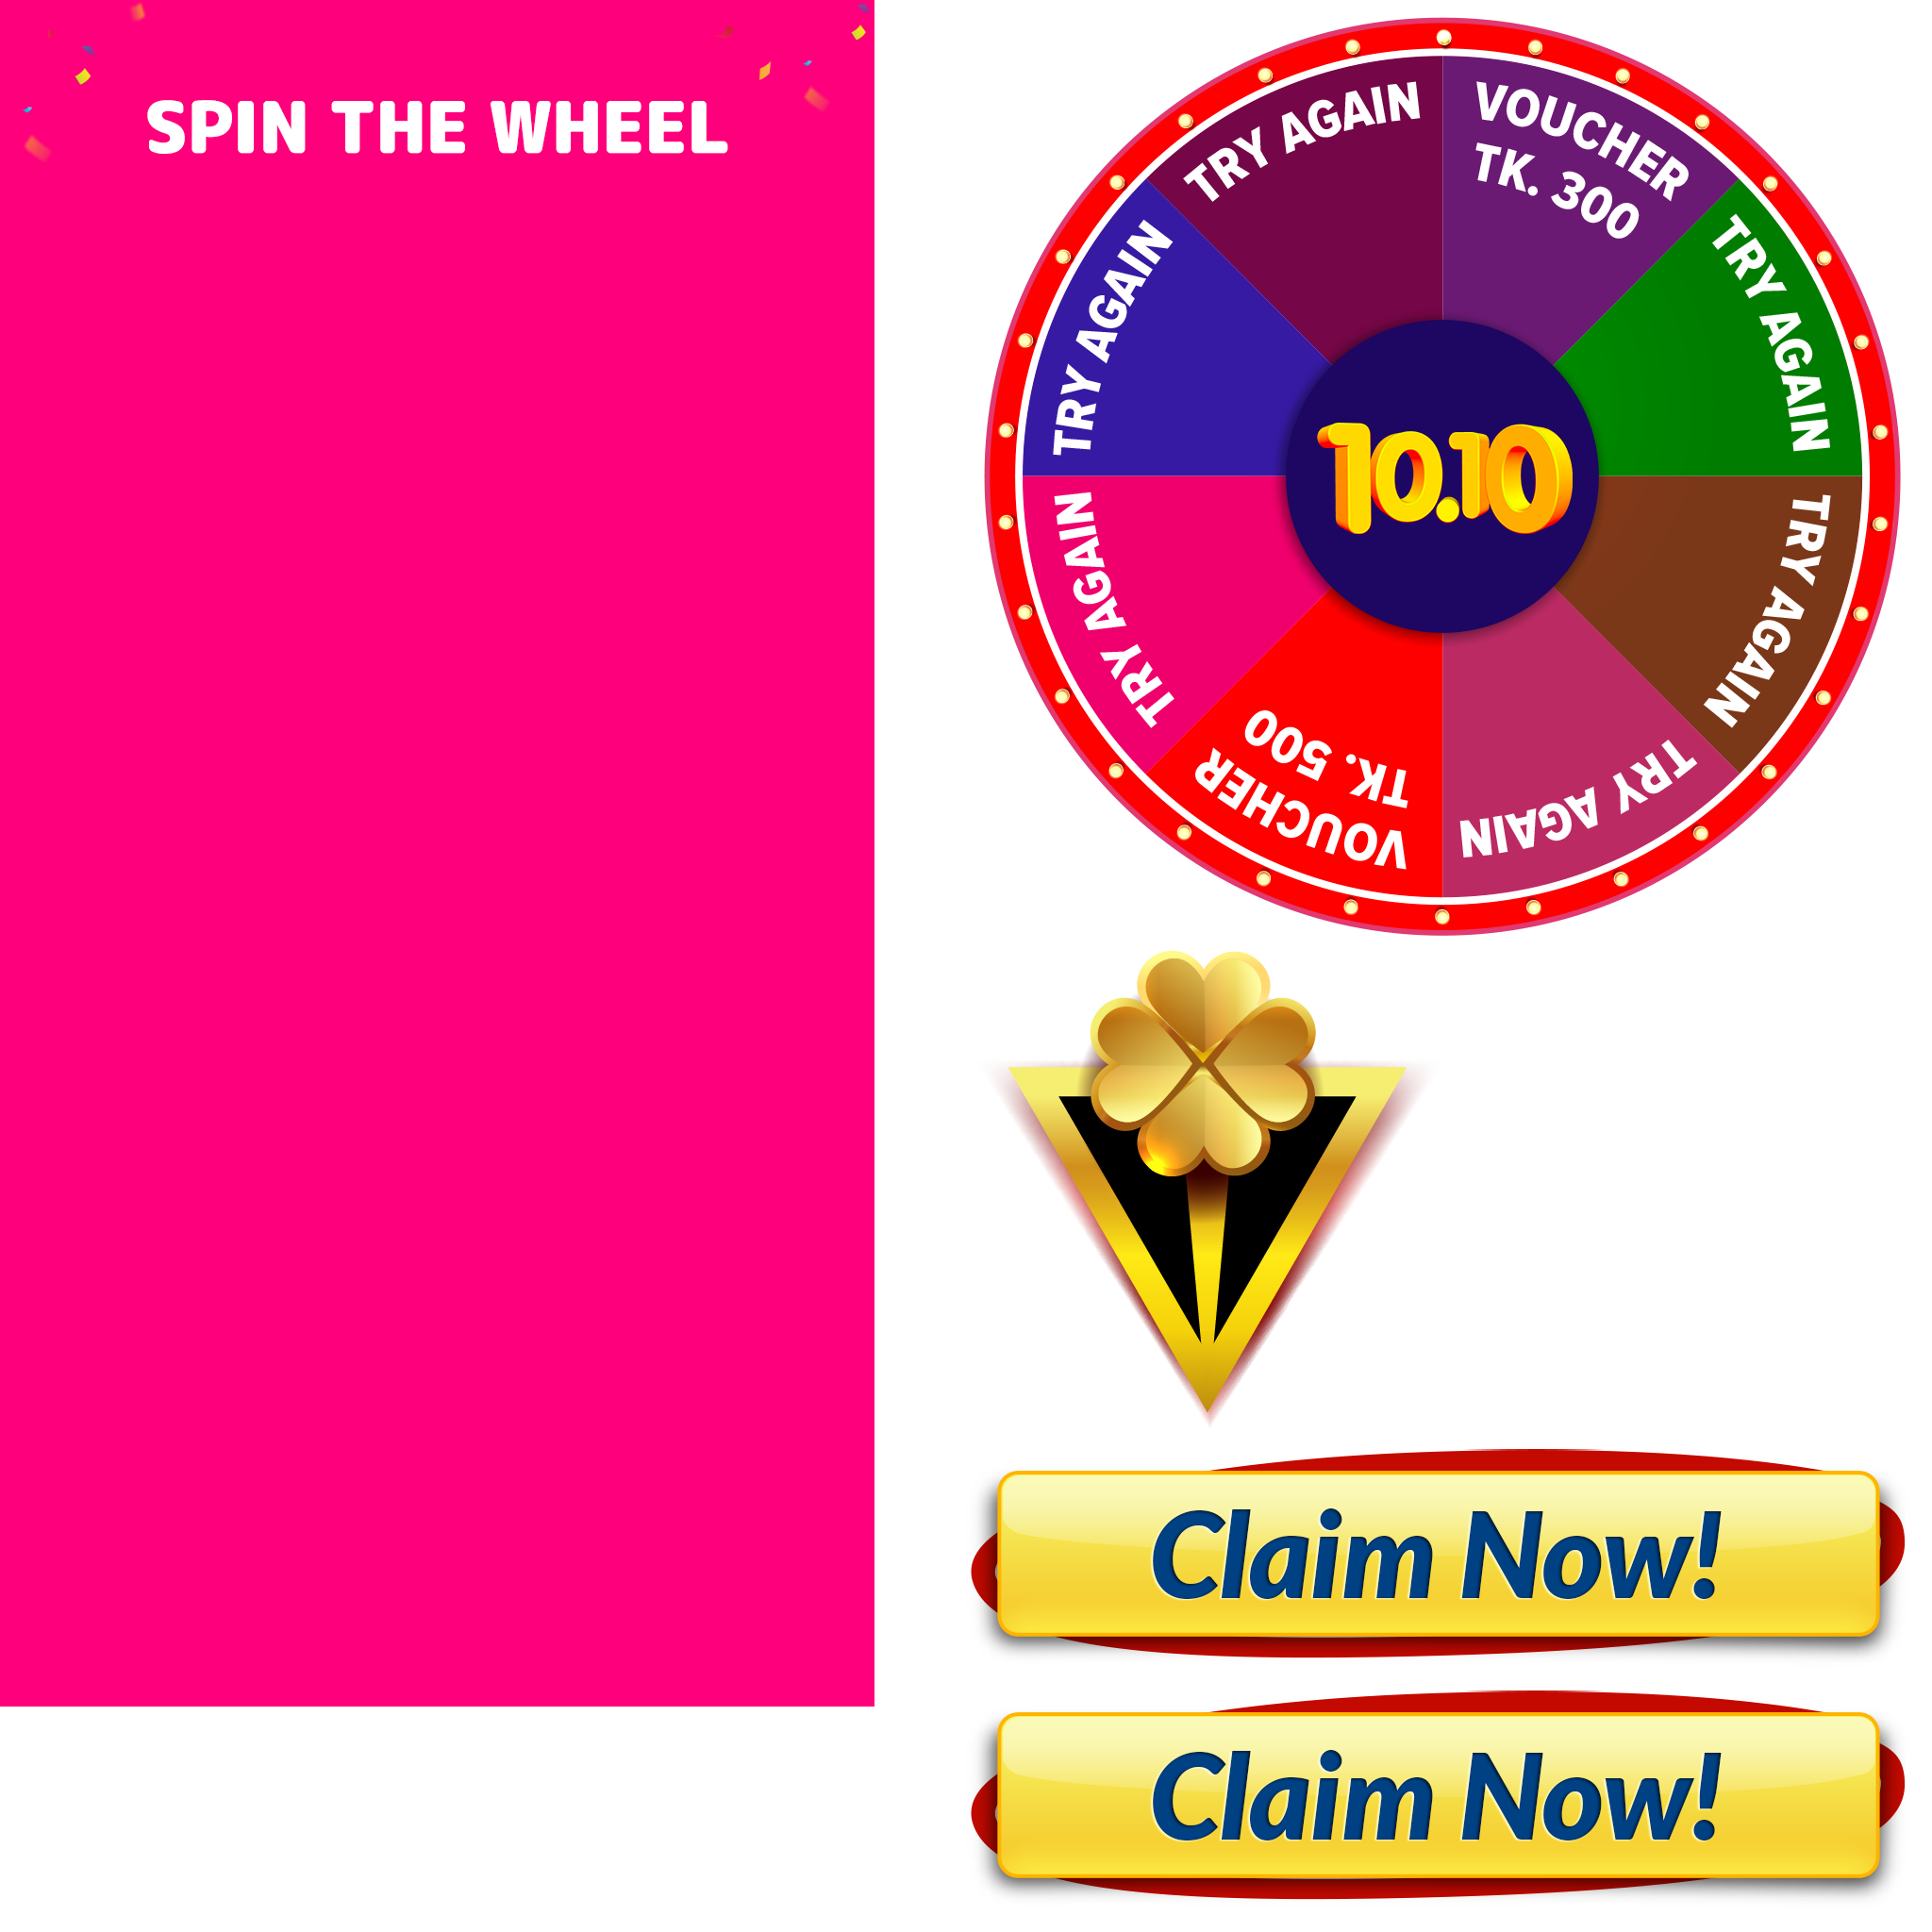 SPIN THE WHEEL
TRY AGAIN
VOUCHER
TK. 300
TRY AGAIN
TRY AGAIN
TRY AGAIN
VOUCHER
TK. 500
TRY AGAIN
TRY AGAIN
10.10
Claim Now!
Claim Now!